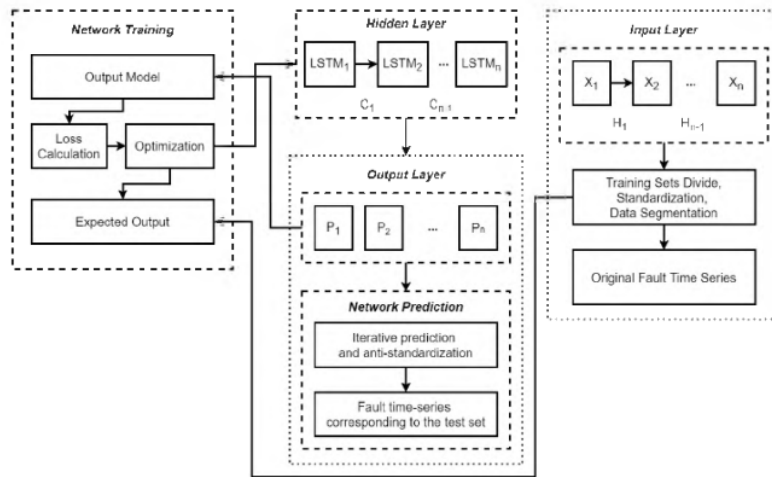 Network Training
Output Model
Loss
Calculation
Optimization
Expected Output
Hidden Layer
LSTM1
LSTM2
...
LSTMn
C1
Cn-1
Output Layer
P1
P2
...
Pn
Network Prediction
Iterative prediction
and anti-standardization
Fault time-series
corresponding to the test set
Input Layer
X1
X2
...
Xn
H1
Hn-1
Training Sets Divide,
Standardization,
Data Segmentation
Original Fault Time Series